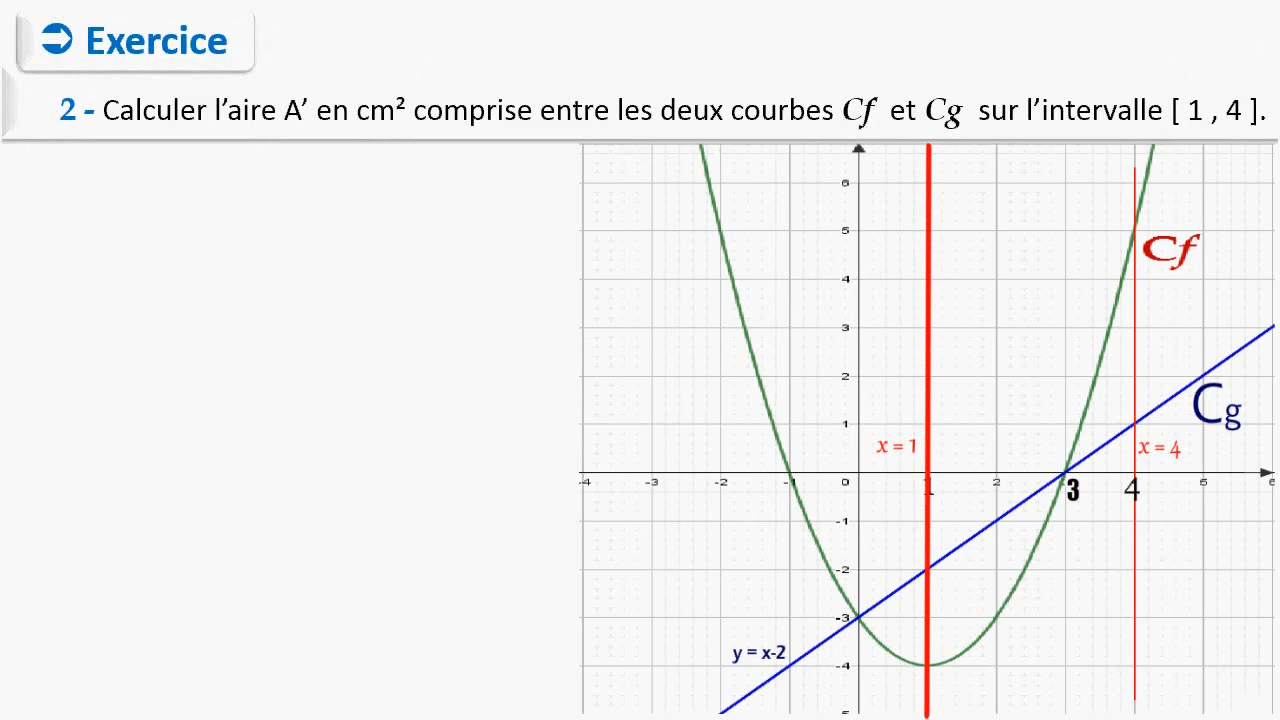 ➲ Exercice
2 - Calculer l’aire A’ en cm² comprise entre les deux courbes Cf et Cg sur l’intervalle [ 1 , 4 ].
6
5
Cf
4
3
2
Cg
1
x = 1
x = 4
-4 -3 -2 -1 0 1 2 3 4 5 6
-1
-2
-3
y = x-2
-4